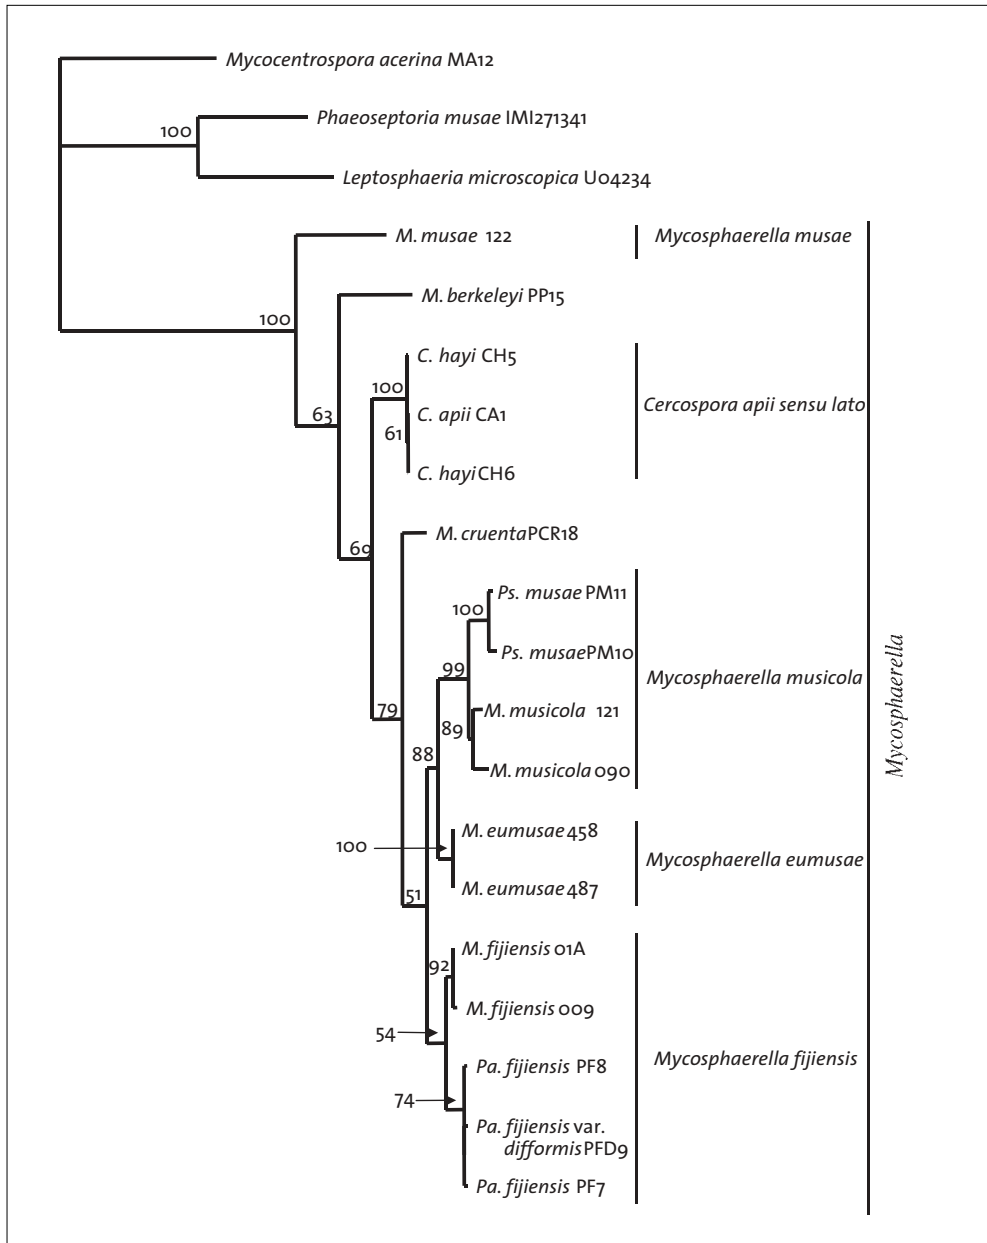 Mycocentrospora acerina MA12
Phaeoseptoria musae IMI271341
100
Leptosphaeria microscopica U04234
M. musae 122
Mycosphaerella musae
M. berkeleyi PP15
100
C. hayi CH5
100
C. apii CA1
Cercospora apii sensu lato
63
61
C. hayi CH6
M. cruenta PCR18
69
Ps. musae PM11
100
Ps. musae PM10
99
Mycosphaerella musicola
79
M. musicola 121
89
88
M. musicola 090
M. eumusae 458
100
Mycosphaerella eumusae
M. eumusae 487
51
M. fijiensis 01A
92
M. fijiensis 009
54
Mycosphaerella fijiensis
Pa. fijiensis PF8
74
Pa. fijiensis var.
difformis PFD9
Pa. fijiensis PF7
Mycosphaerella